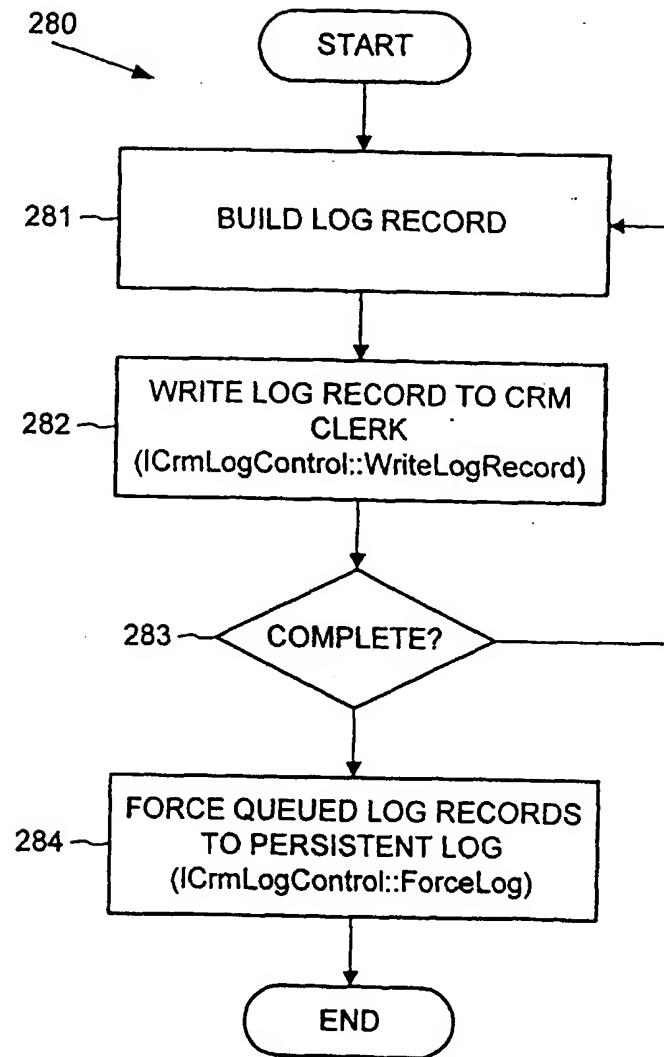 280
START
281
BUILD LOG RECORD
282
WRITE LOG RECORD TO CRM
CLERK
(ICrmLogControl::WriteLogRecord)
283
COMPLETE?
284
FORCE QUEUED LOG RECORDS
TO PERSISTENT LOG
(ICrmLogControl::ForceLog)
END